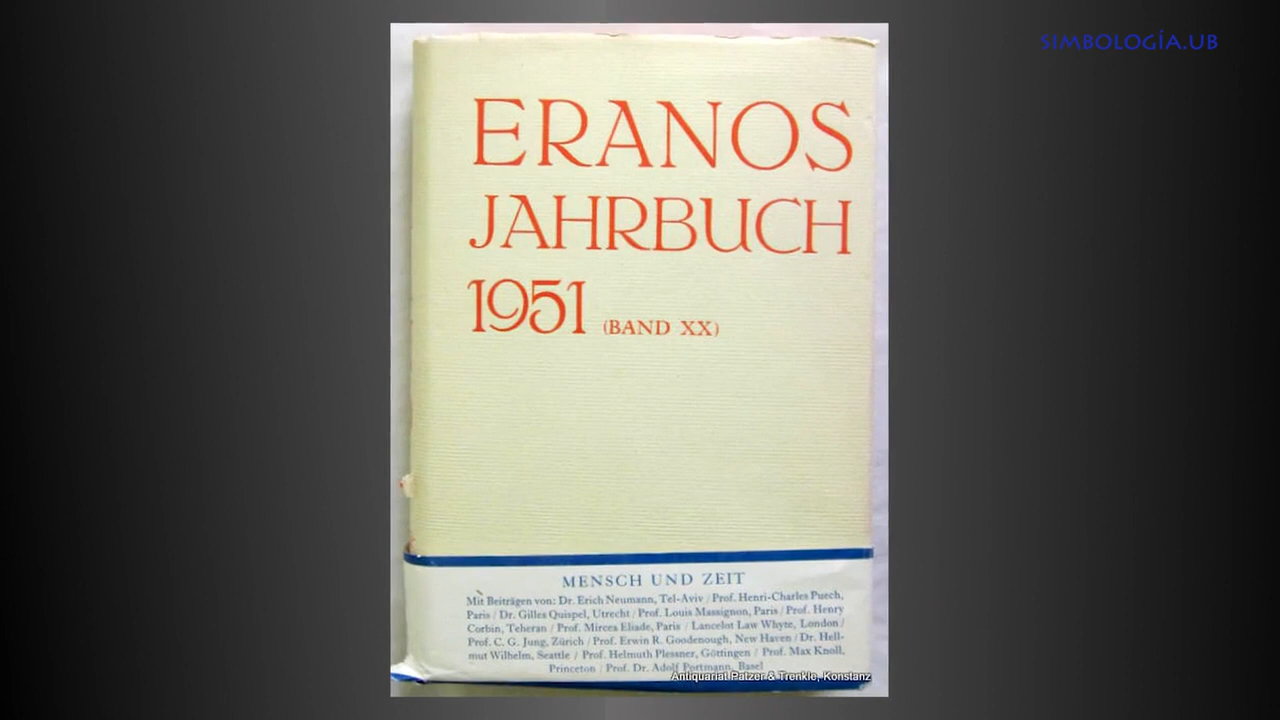 SIMBOLOGÍA.UB
ERANOS
JAHRBUCH
1951 (BAND XX)
MENSCH UND ZEIT
Mit Beiträgen von: Dr. Erich Neumann, Tel-Aviv / Prof. Henri-Charles Puech,
Paris / Dr. Gilles Quispel, Utrecht / Prof. Louis Massignon, Paris / Prof. Henry
Corbin, Teheran / Prof. Mircea Eliade, Paris / Lancelot Law Whyte, London /
Prof. C. G. Jung, Zürich / Prof. Erwin R. Goodenough, New Haven / Dr. Hell-
mut Wilhelm, Seattle / Prof. Helmuth Plessner, Göttingen / Prof. Max Knoll,
Princeton / Prof. Dr. Adolf Portmann, Basel
Antiquariat Patzer & Trenkle, Konstanz